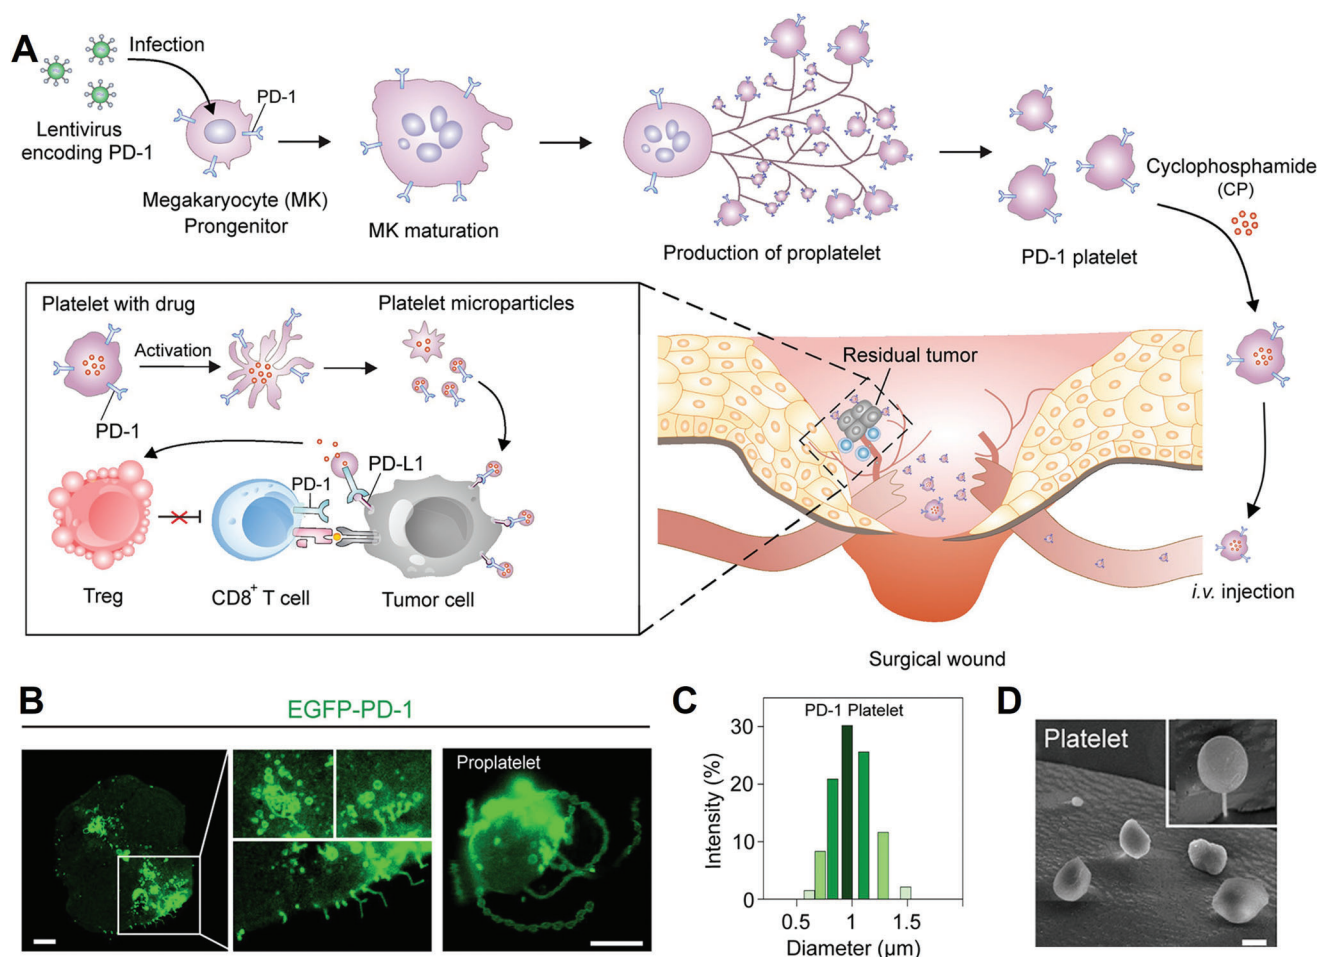 A
Infection
PD-1
Lentivirus
encoding PD-1
Megakaryocyte (MK)
Prongenitor
MK maturation
Production of proplatelet
PD-1 platelet
Cyclophosphamide
(CP)
Platelet with drug
Platelet microparticles
Activation
PD-1
PD-L1
PD-1
Treg
CD8+ T cell
Tumor cell
Residual tumor
i.v. injection
Surgical wound
B
EGFP-PD-1
Proplatelet
C
PD-1 Platelet
Intensity (%)
30
20
10
0
0.5
1
1.5
Diameter (μm)
D
Platelet